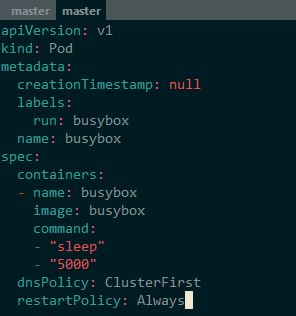 master master
apiVersion: v1
kind: Pod
metadata:
  creationTimestamp: null
  labels:
    run: busybox
  name: busybox
spec:
  containers:
  - name: busybox
    image: busybox
    command:
    - "sleep"
    - "5000"
  dnsPolicy: ClusterFirst
  restartPolicy: Always